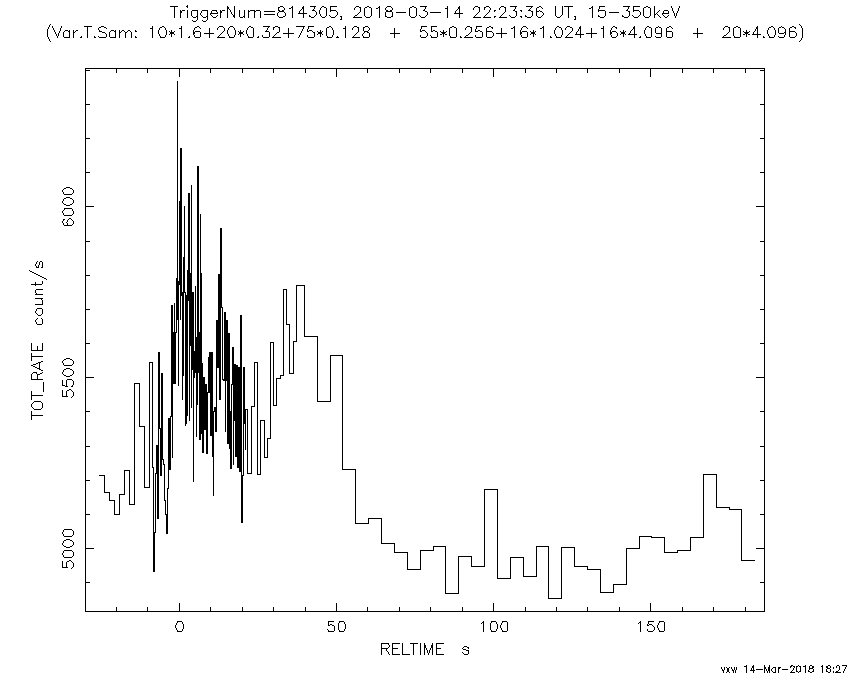 TriggerNum=814305, 2018-03-14 22:23:36 UT, 15-350keV
(Var.T.Sam: 10*1.6+20*0.32+75*0.128 + 55*0.256+16*1.024+16*4.096 + 20*4.096)
TOT_RATE count/s
6000
5500
5000
0 50 100 150
RELTIME s
vxw 14-Mar-2018 18:27